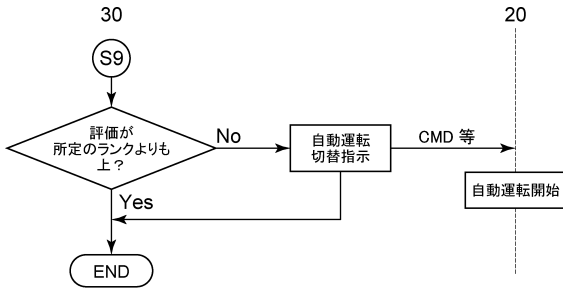 30
20
S9
評価が
所定のランクよりも
上？
No
自動運転
切替指示
CMD 等
自動運転開始
Yes
END